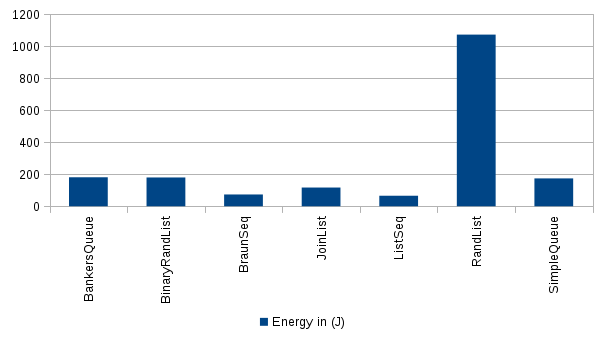 1200
1000
800
600
400
200
0
BankersQueue
BinaryRandList
BraunSeq
JoinList
ListSeq
RandList
SimpleQueue
Energy in (J)